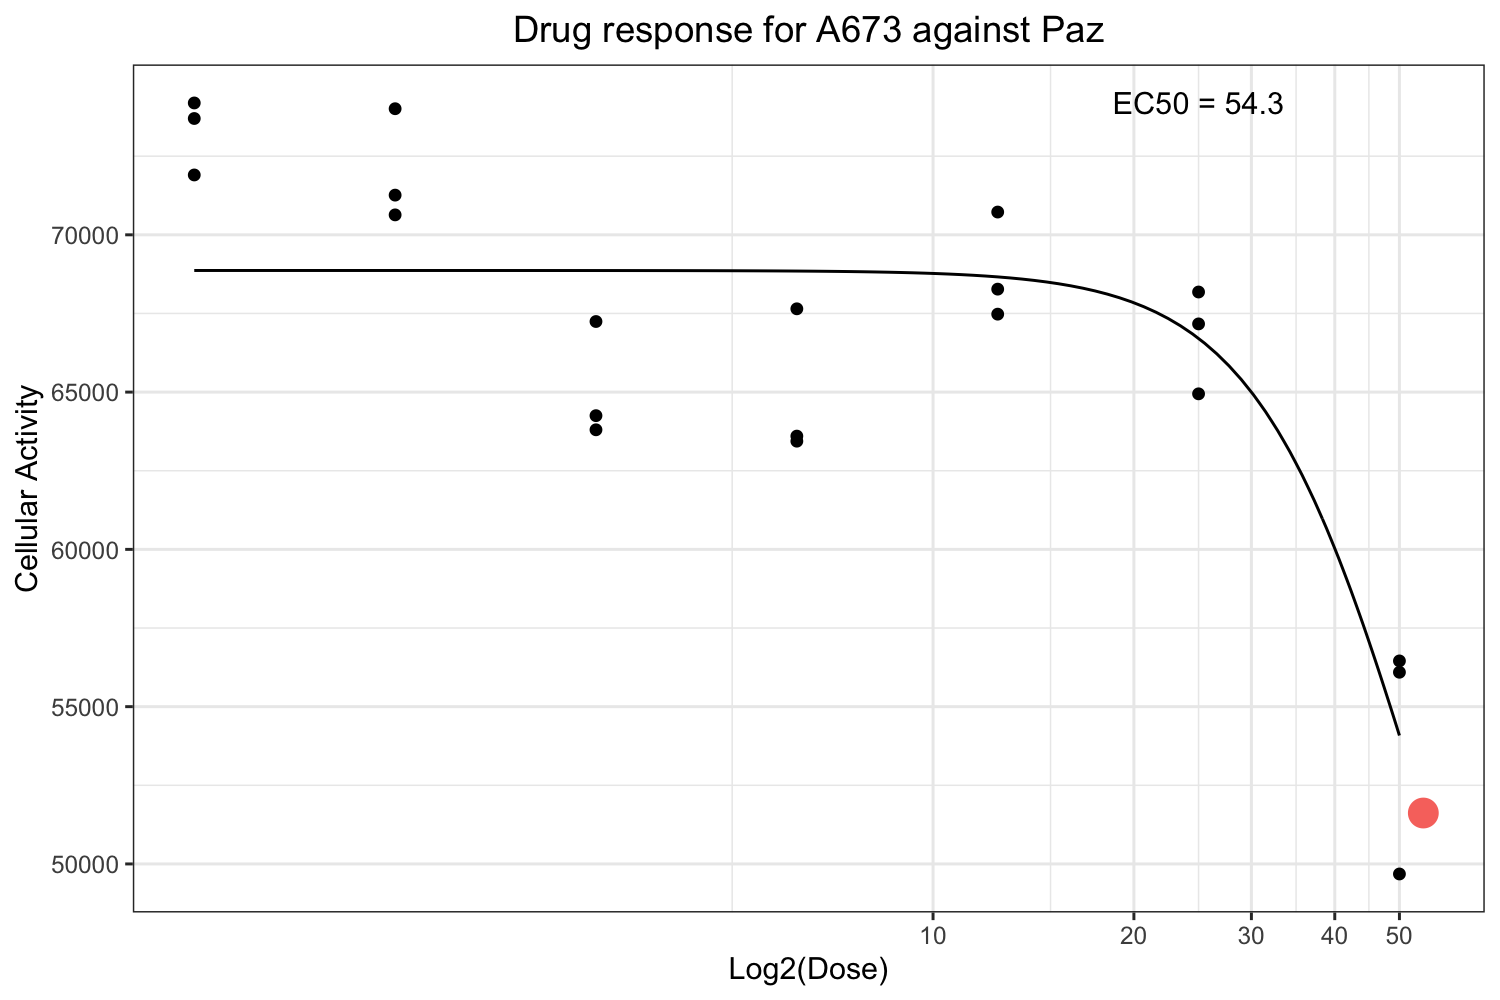 Drug response for A673 against Paz
EC50 = 54.3
70000
65000
60000
55000
50000
Cellular Activity
10 20 30 40 50
Log2(Dose)